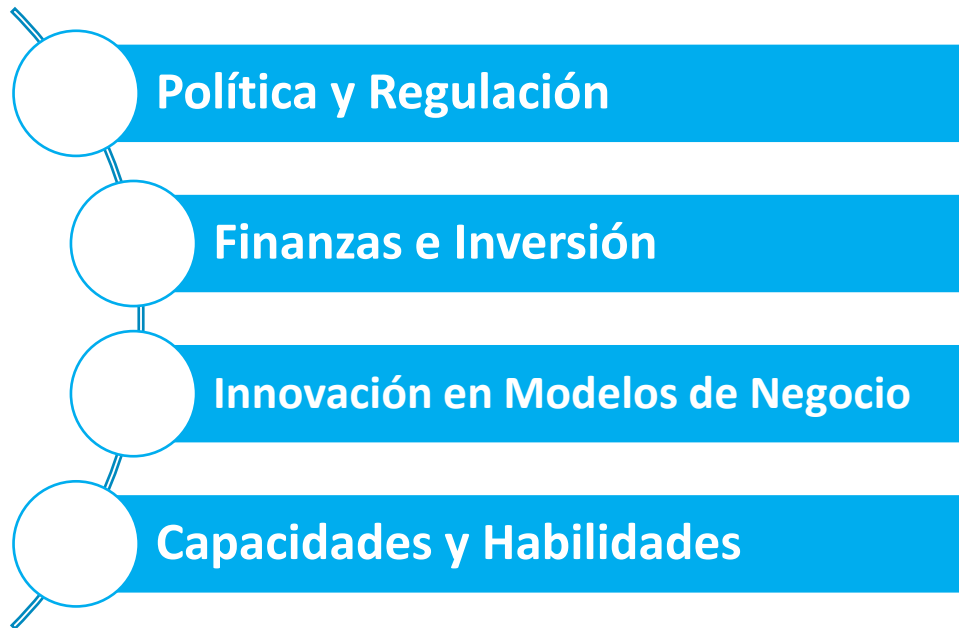 Política y Regulación
Finanzas e Inversión
Innovación en Modelos de Negocio
Capacidades y Habilidades